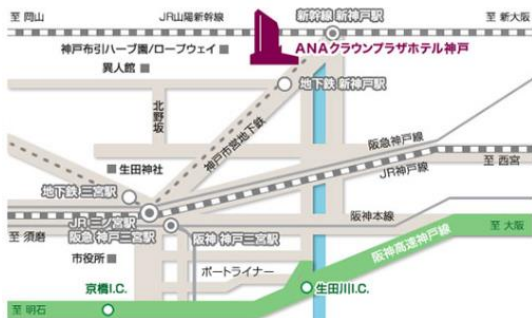 至 岡山
JR山陽新幹線
新幹線 新神戸駅
至 新大阪
神戸布引ハーブ園/ロープウェイ
ANAクラウンプラザホテル神戸
異人館
地下鉄 新神戸駅
北野坂
神戸市営地下鉄
阪急神戸線
生田神社
JR神戸線
至 西宮
地下鉄 三宮駅
JR 三ノ宮駅
阪神本線
至 須磨
阪急 神戸三宮駅
阪神 神戸三宮駅
至 大阪
阪神高速神戸線
市役所
ポートライナー
京橋I.C.
生田川I.C.
至 明石